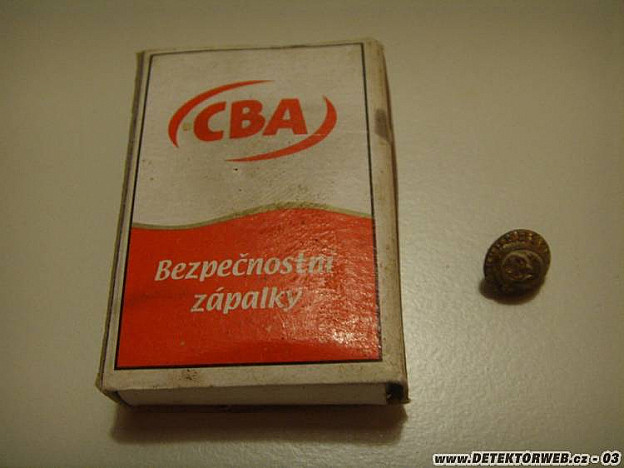 CBA
Bezpečnostní
zápalky
www.DETEKTORWEB.cz - 03